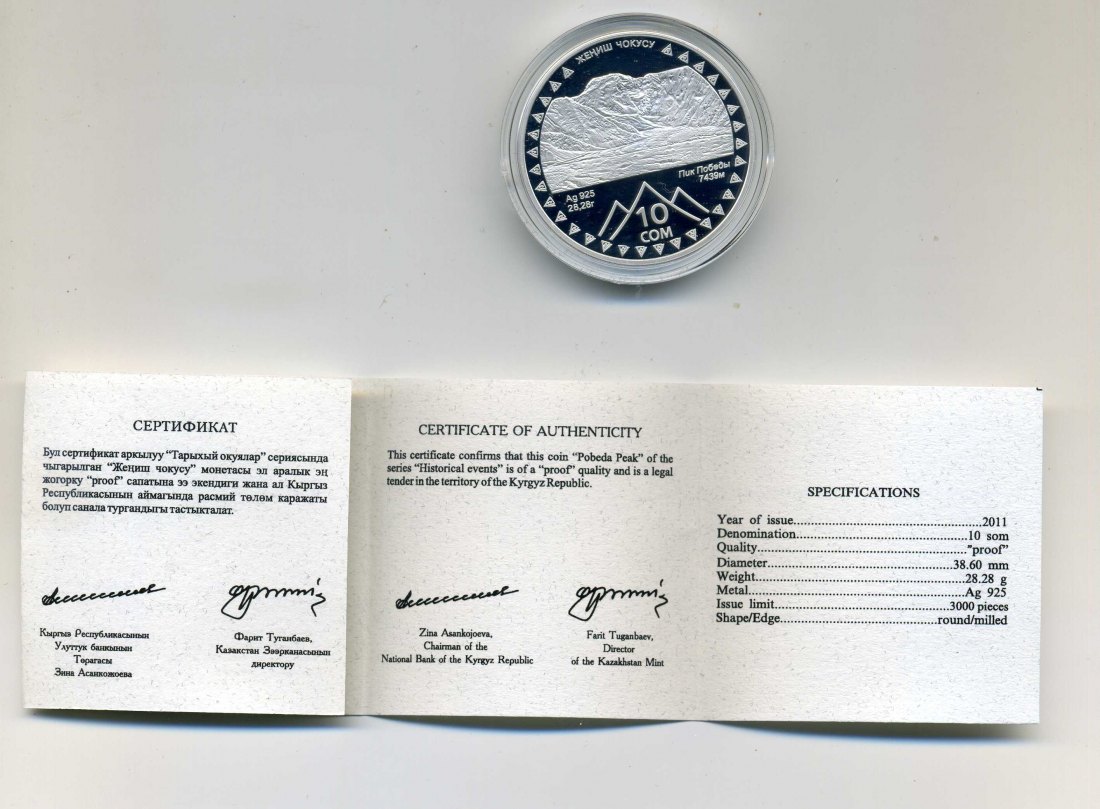 ЖЕҢИШ ЧОКУСУ
Ag 925
28,28г
Пик Победы
7439м
10
СОМ
СЕРТИФИКАТ
Бул сертификат аркылуу “Тарыхый окуялар” сериясында
чыгарылган “Жеңиш чокусу” монетасы эл аралык эң
жогорку “proof” сапатына ээ экендиги жана ал Кыргыз
Республикасынын аймагында расмий төлөм каражаты
болуп санала тургандыгы тастыкталат.
Кыргыз Республикасынын
Улуттук банкынын
Төрагасы
Зина Асанкожоева
Фарит Туганбаев,
Казакстан Зээрканасынын
директору
CERTIFICATE OF AUTHENTICITY
This certificate confirms that this coin “Pobeda Peak” of the
series “Historical events” is of a “proof” quality and is a legal
tender in the territory of the Kyrgyz Republic.
Zina Asankojoeva,
Chairman of the
National Bank of the Kyrgyz Republic
Farit Tuganbaev,
Director
of the Kazakhstan Mint
SPECIFICATIONS
Year of issue...............................................2011
Denomination...........................................10 som
Quality.....................................................”proof”
Diameter..............................................38.60 mm
Weight....................................................28.28 g
Metal......................................................Ag 925
Issue limit...........................................3000 pieces
Shape/Edge........................................round/milled